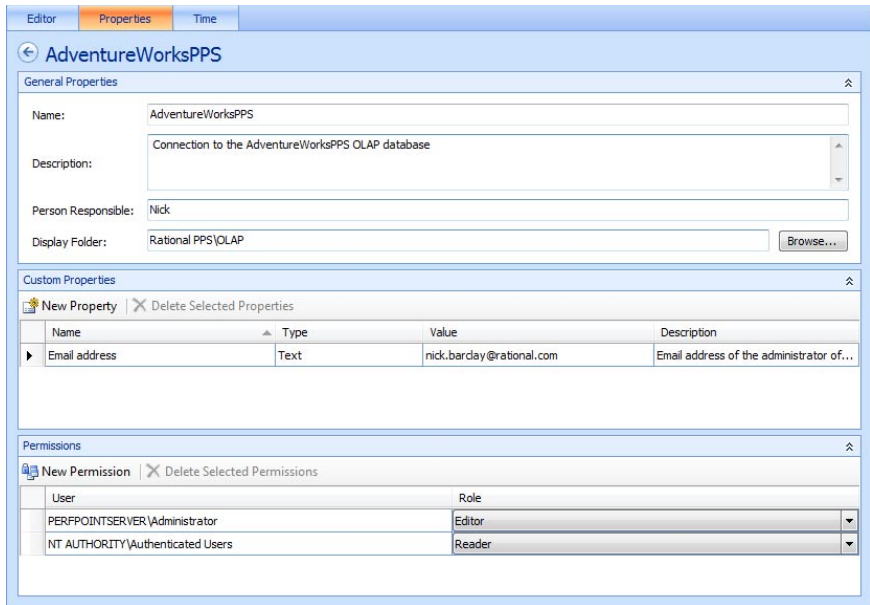 Editor Properties Time
AdventureWorksPPS
General Properties
Name: AdventureWorksPPS
Description: Connection to the AdventureWorksPPS OLAP database
Person Responsible: Nick
Display Folder: Rational PPS\OLAP Browse...
Custom Properties
New Property Delete Selected Properties
Name Type Value Description
Email address Text nick.barclay@rational.com Email address of the administrator of...
Permissions
New Permission Delete Selected Permissions
User Role
PERFPOINTSERVER\Administrator Editor
NT AUTHORITY\Authenticated Users Reader